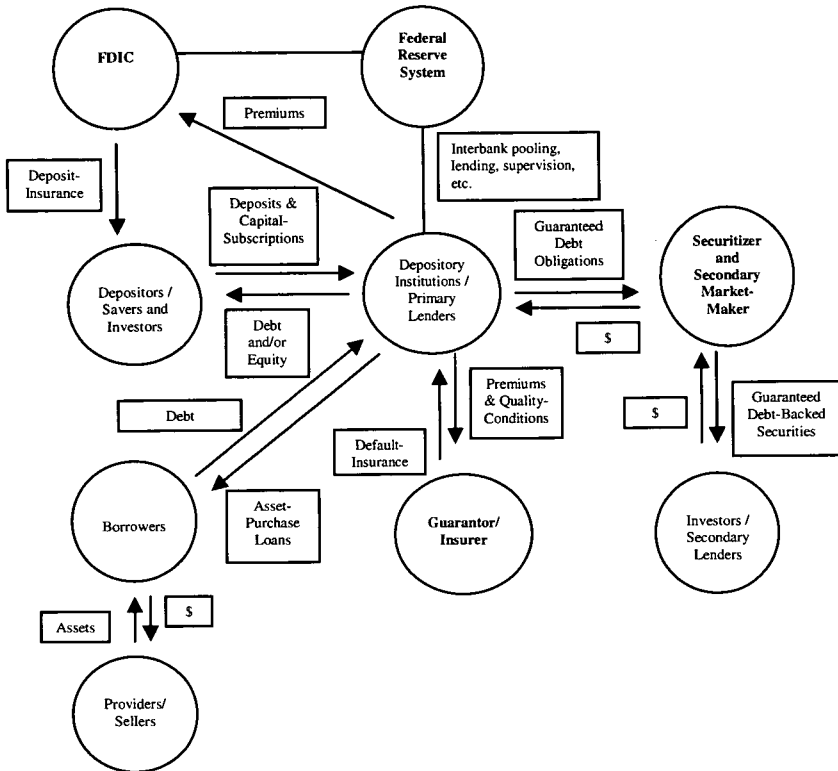 FDIC
Federal
Reserve
System
Premiums
Interbank pooling,
lending, supervision,
etc.
Deposit-
Insurance
Deposits &
Capital-
Subscriptions
Guaranteed
Debt
Obligations
Securitizer
and
Secondary
Market-
Maker
Depositors /
Savers and
Investors
Depository
Institutions /
Primary
Lenders
Debt
and/or
Equity
$
Debt
Premiums
& Quality-
Conditions
$
Guaranteed
Debt-Backed
Securities
Default-
Insurance
Borrowers
Asset-
Purchase
Loans
Guarantor/
Insurer
Investors /
Secondary
Lenders
Assets
$
Providers/
Sellers